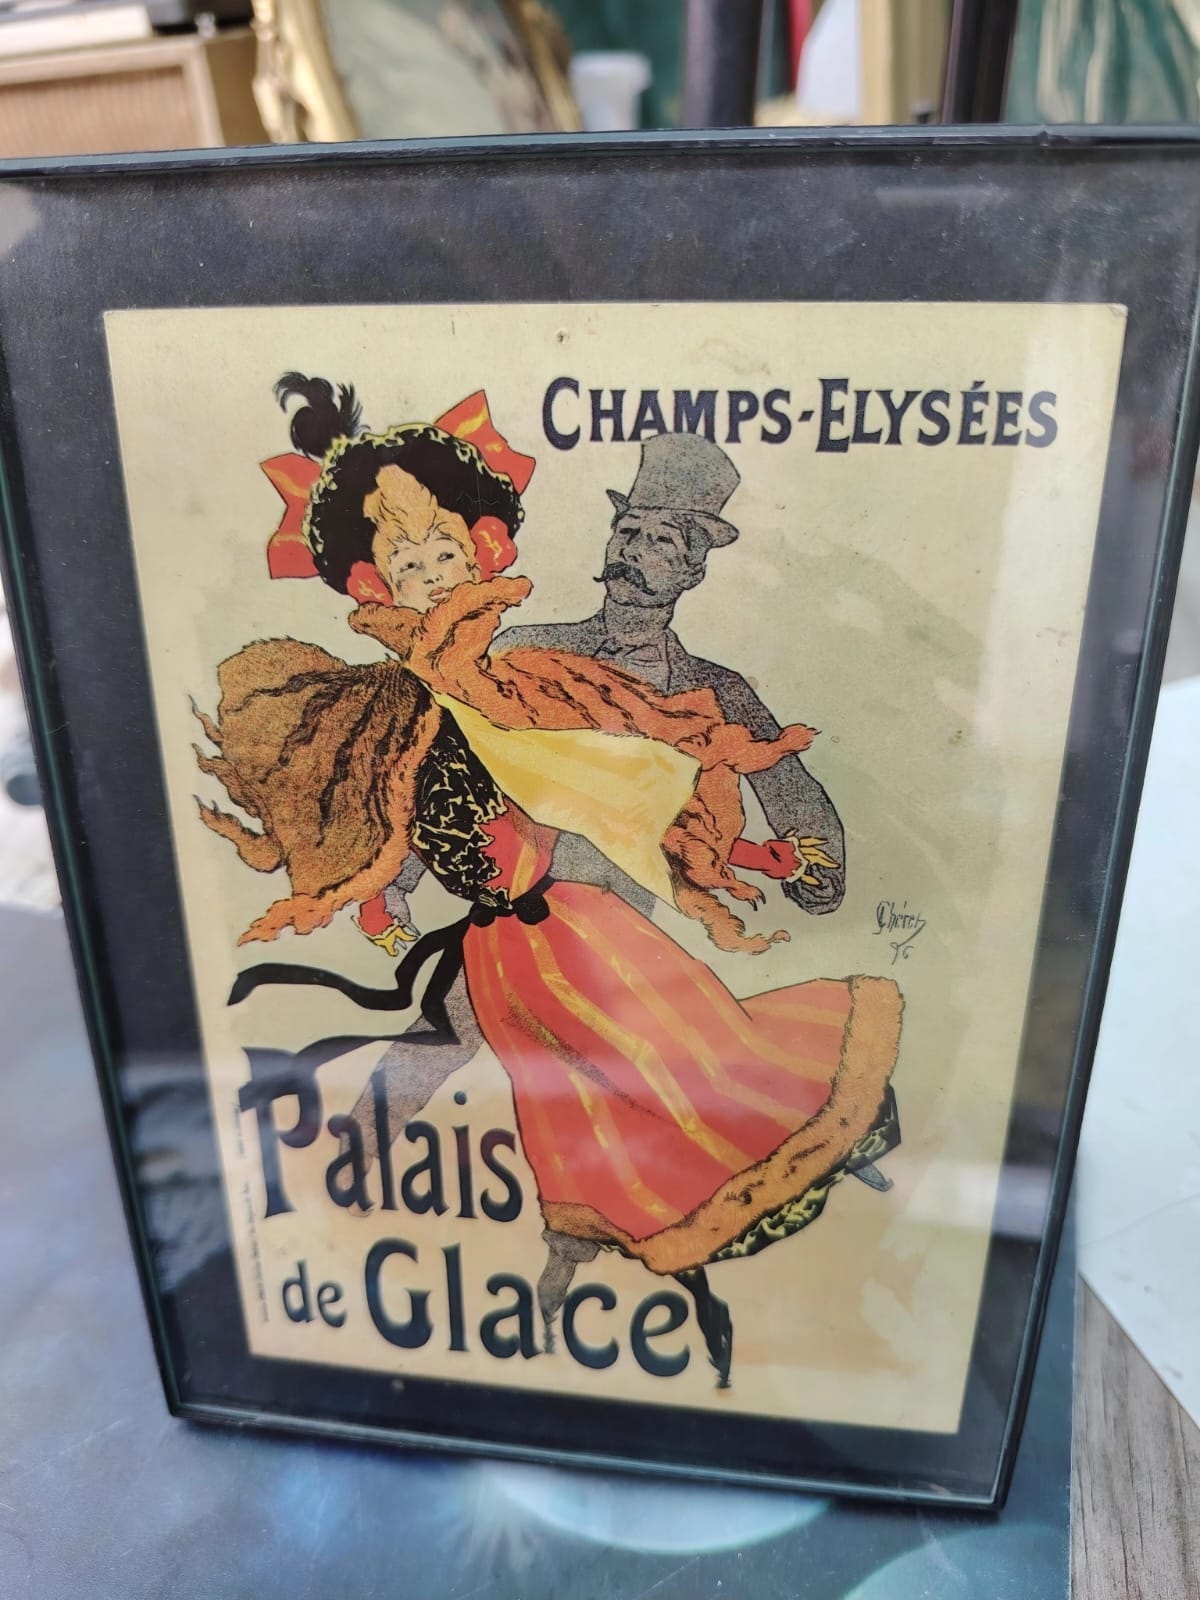 CHAMPS-ELYSÉES
Chéret
96
Palais
de Glace